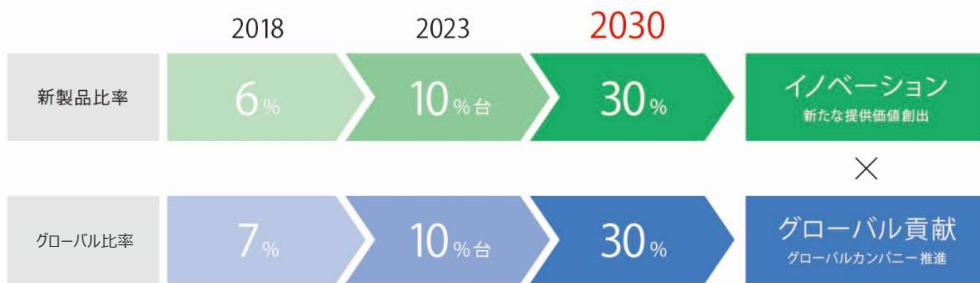 2018 2023 2030
新製品比率 6% 10%台 30% イノベーション
新たな提供価値創出
×
グローバル比率 7% 10%台 30% グローバル貢献
グローバルカンパニー推進